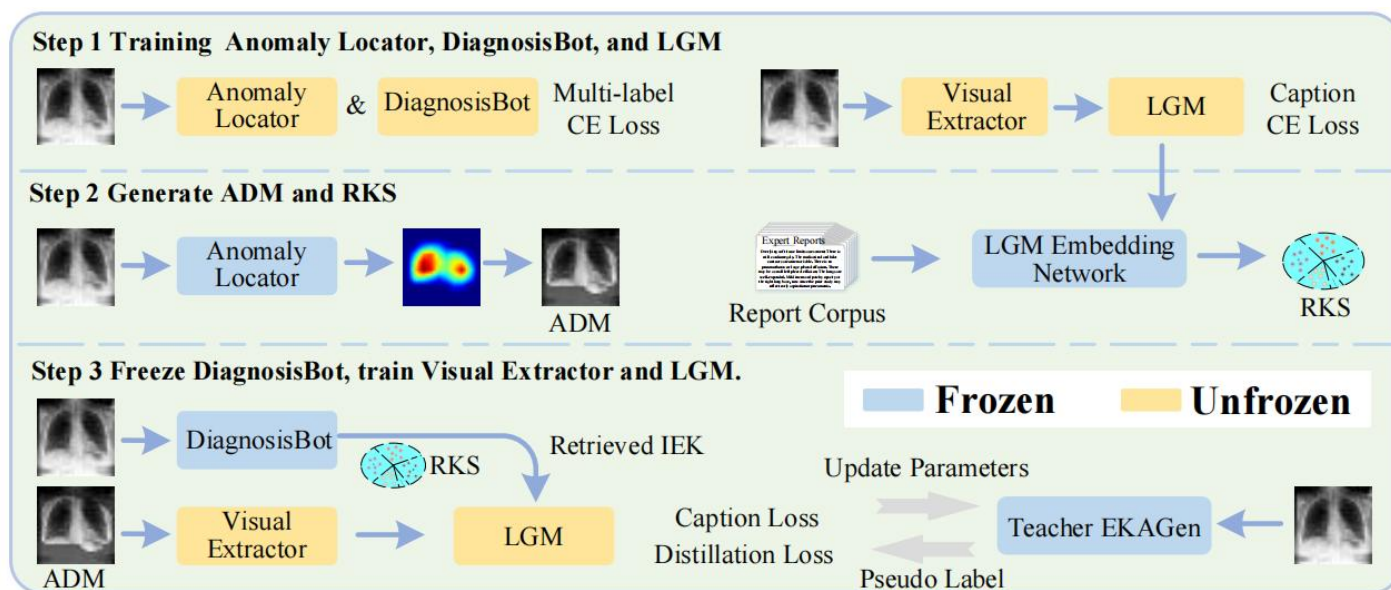 Step 1 Training Anomaly Locator, DiagnosisBot, and LGM
Anomaly
Locator
&
DiagnosisBot
Multi-label
CE Loss
Visual
Extractor
LGM
Caption
CE Loss
Step 2 Generate ADM and RKS
Anomaly
Locator
ADM
Expert Reports
Report Corpus
LGM Embedding
Network
RKS
Step 3 Freeze DiagnosisBot, train Visual Extractor and LGM.
Frozen
Unfrozen
DiagnosisBot
RKS
Retrieved IEK
ADM
Visual
Extractor
LGM
Caption Loss
Distillation Loss
Update Parameters
Pseudo Label
Teacher EKAGen